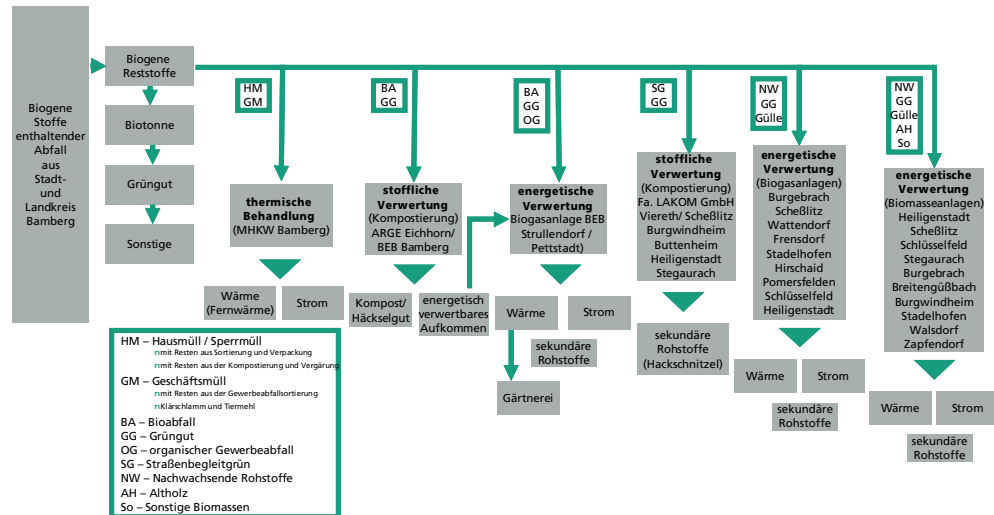 Biogene
Stoffe
enthaltender
Abfall
aus
Stadt-
und
Landkreis
Bamberg
Biogene
Reststoffe
Biotonne
Grüngut
Sonstige
HM
GM
thermische
Behandlung
(MHKW Bamberg)
Wärme
(Fernwärme)
Strom
BA
GG
stoffliche
Verwertung
(Kompostierung)
ARGE Eichhorn/
BEB Bamberg
Kompost/
Häckselgut
energetisch
verwertbares
Aufkommen
BA
GG
OG
energetische
Verwertung
Biogasanlage BEB
Strullendorf /
Pettstadt)
Wärme
Strom
sekundäre
Rohstoffe
Gärtnerei
SG
GG
stoffliche
Verwertung
(Kompostierung)
Fa. LAKOM GmbH
Viereth/ Scheßlitz
Burgwindheim
Buttenheim
Heiligenstadt
Stegaurach
sekundäre
Rohstoffe
(Hackschnitzel)
NW
GG
Gülle
energetische
Verwertung
(Biogasanlagen)
Burgebrach
Scheßlitz
Wattendorf
Frensdorf
Stadelhofen
Hirschaid
Pomersfelden
Schlüsselfeld
Heiligenstadt
Wärme
Strom
sekundäre
Rohstoffe
NW
GG
Gülle
AH
So
energetische
Verwertung
(Biomasseanlagen)
Heiligenstadt
Scheßlitz
Schlüsselfeld
Stegaurach
Burgebrach
Breitengüßbach
Burgwindheim
Stadelhofen
Walsdorf
Zapfendorf
Wärme
Strom
sekundäre
Rohstoffe
HM – Hausmüll / Sperrmüll
n mit Resten aus Sortierung und Verpackung
n mit Resten aus der Kompostierung und Vergärung
GM – Geschäftsmüll
n mit Resten aus der Gewerbeabfallsortierung
n Klärschlamm und Tiermehl
BA – Bioabfall
GG – Grüngut
OG – organischer Gewerbeabfall
SG – Straßenbegleitgrün
NW – Nachwachsende Rohstoffe
AH – Altholz
So – Sonstige Biomassen